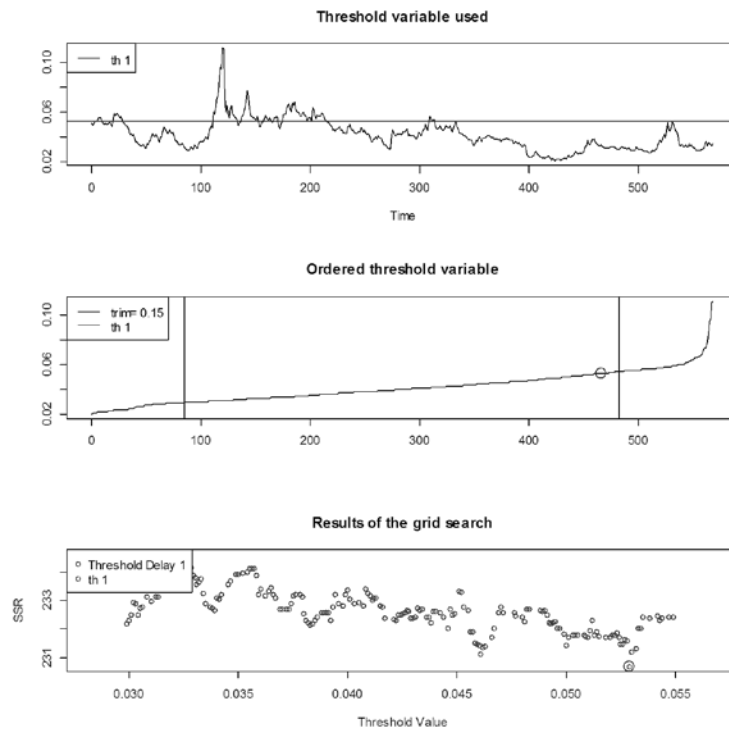 Threshold variable used
th 1
0.10
0.06
0.02
0 100 200 300 400 500
Time
Ordered threshold variable
trim= 0.15
th 1
0.10
0.06
0.02
0 100 200 300 400 500
Results of the grid search
Threshold Delay 1
th 1
SSR
233
231
0.030 0.035 0.040 0.045 0.050 0.055
Threshold Value